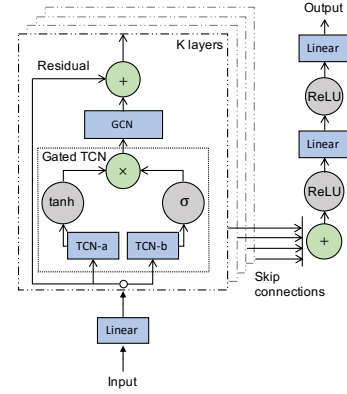 Output
K layers
Linear
Residual
+
ReLU
GCN
Linear
Gated TCN
×
ReLU
tanh
σ
TCN-a
TCN-b
+
Skip
connections
Linear
Input